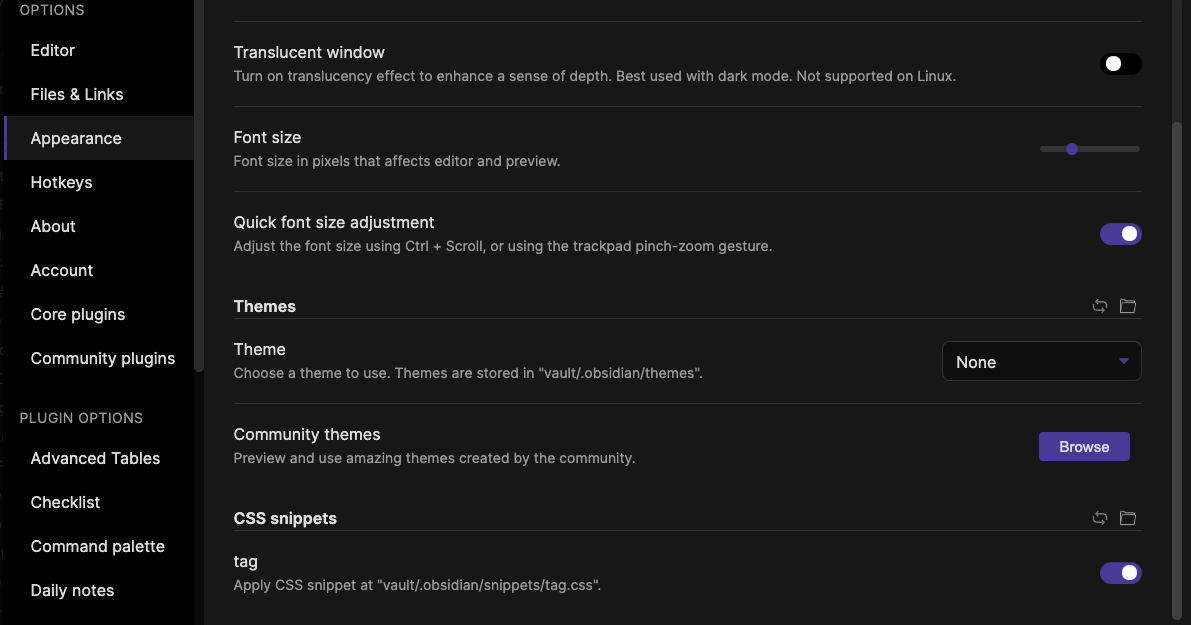 OPTIONS
Editor
Files & Links
Appearance
Hotkeys
About
Account
Core plugins
Community plugins
PLUGIN OPTIONS
Advanced Tables
Checklist
Command palette
Daily notes
Translucent window
Turn on translucency effect to enhance a sense of depth. Best used with dark mode. Not supported on Linux.
Font size
Font size in pixels that affects editor and preview.
Quick font size adjustment
Adjust the font size using Ctrl + Scroll, or using the trackpad pinch-zoom gesture.
Themes
Theme
Choose a theme to use. Themes are stored in "vault/.obsidian/themes".
None
Community themes
Preview and use amazing themes created by the community.
Browse
CSS snippets
tag
Apply CSS snippet at "vault/.obsidian/snippets/tag.css".